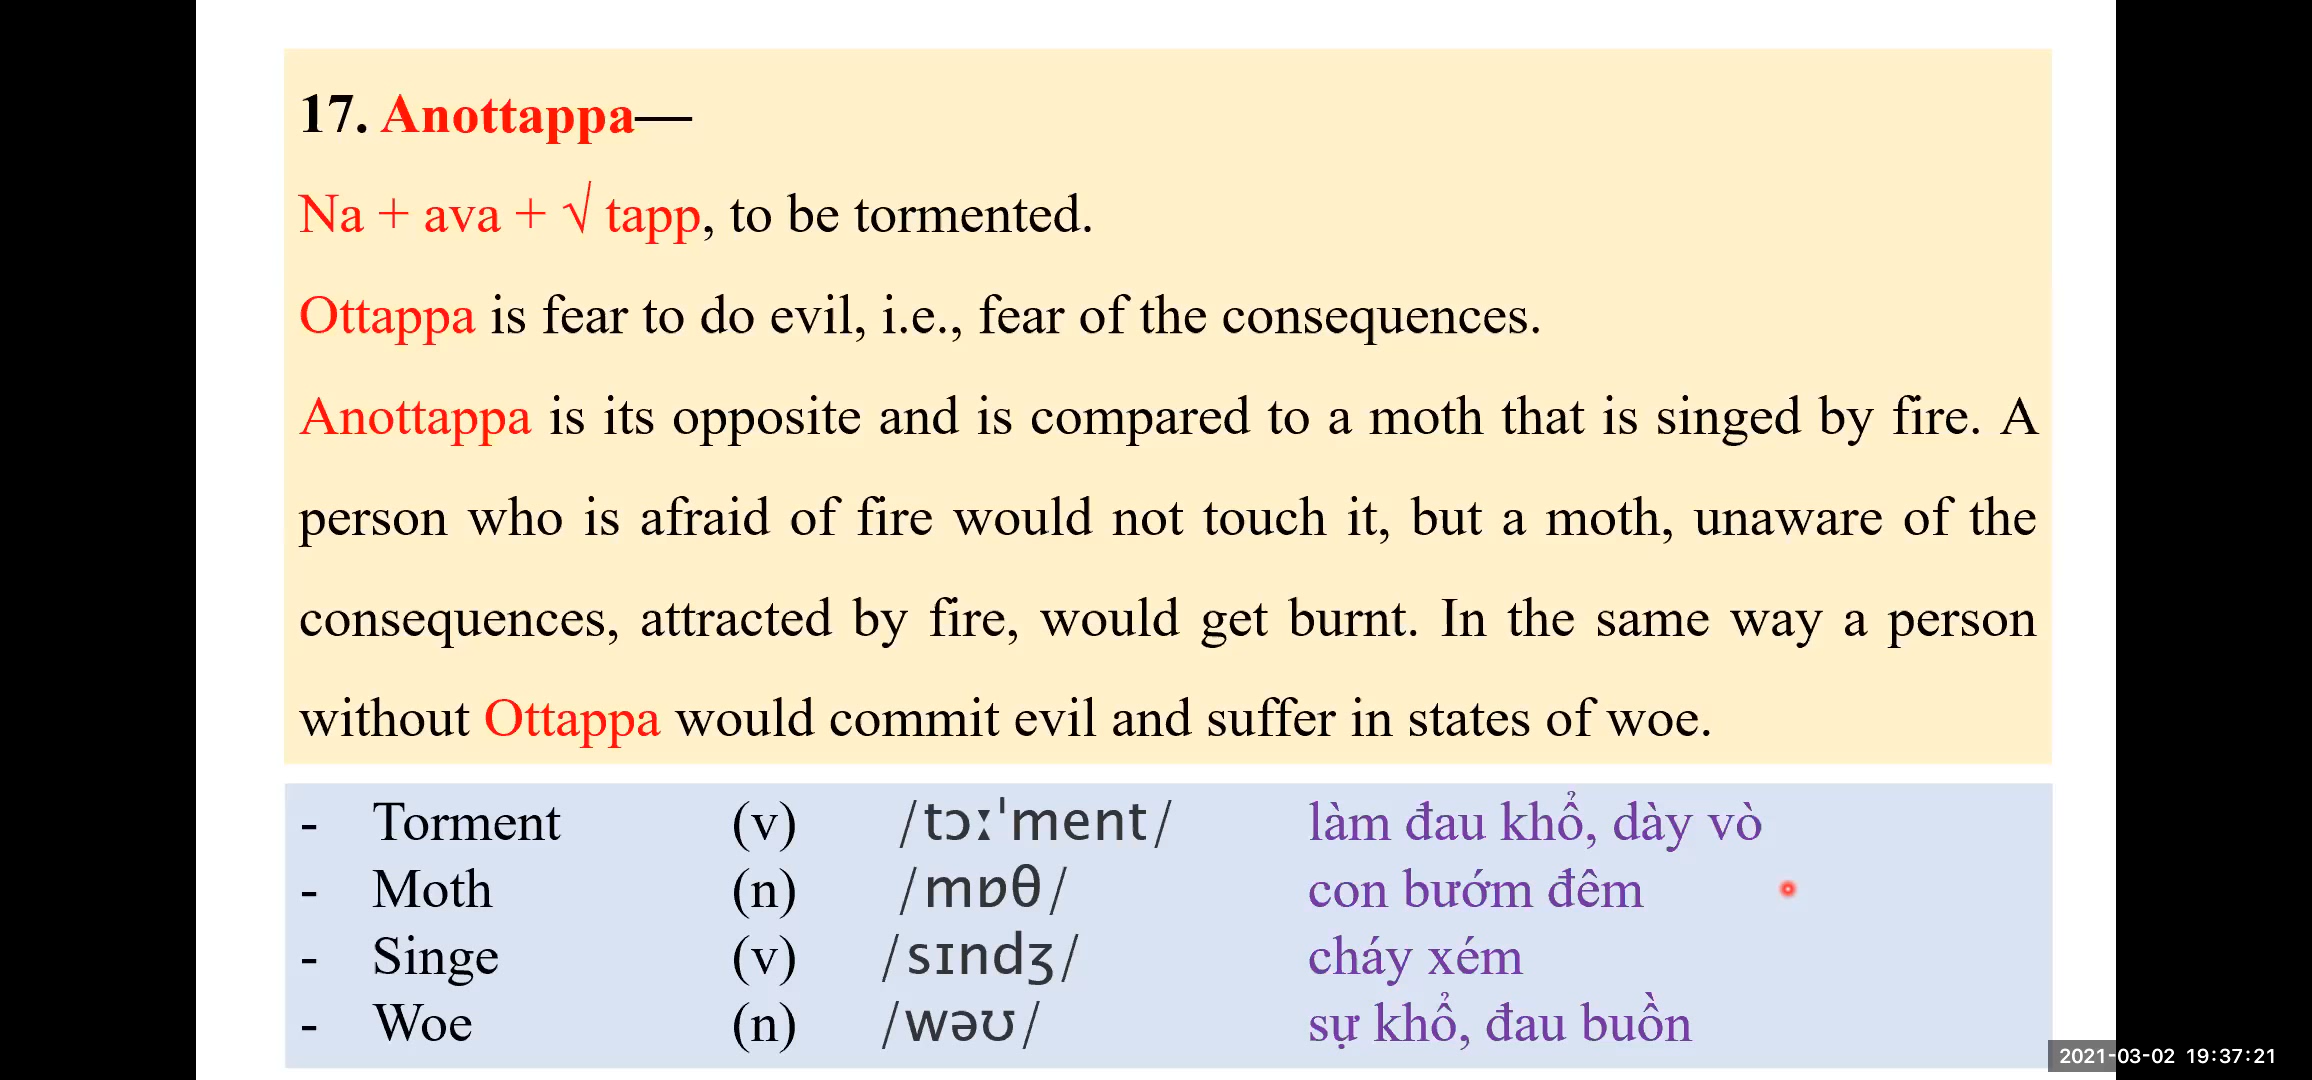 17. Anottappa—
Na + ava + √ tapp, to be tormented.
Ottappa is fear to do evil, i.e., fear of the consequences.
Anottappa is its opposite and is compared to a moth that is singed by fire. A
person who is afraid of fire would not touch it, but a moth, unaware of the
consequences, attracted by fire, would get burnt. In the same way a person
without Ottappa would commit evil and suffer in states of woe.
- Torment (v) /tɔːˈment/ làm đau khổ, dày vò
- Moth (n) /mɒθ/ con bướm đêm
- Singe (v) /sɪndʒ/ cháy xém
- Woe (n) /wəʊ/ sự khổ, đau buồn
2021-03-02 19:37:21